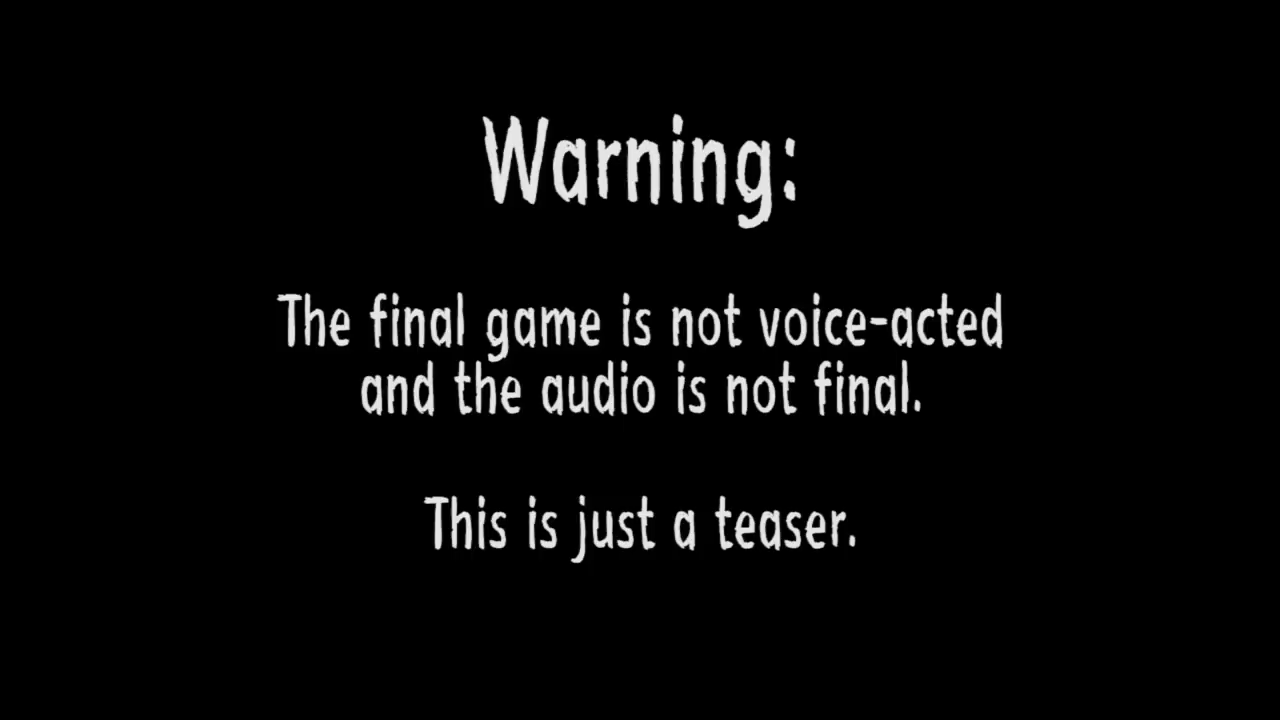 Warning:
The final game is not voice-acted
and the audio is not final.
This is just a teaser.